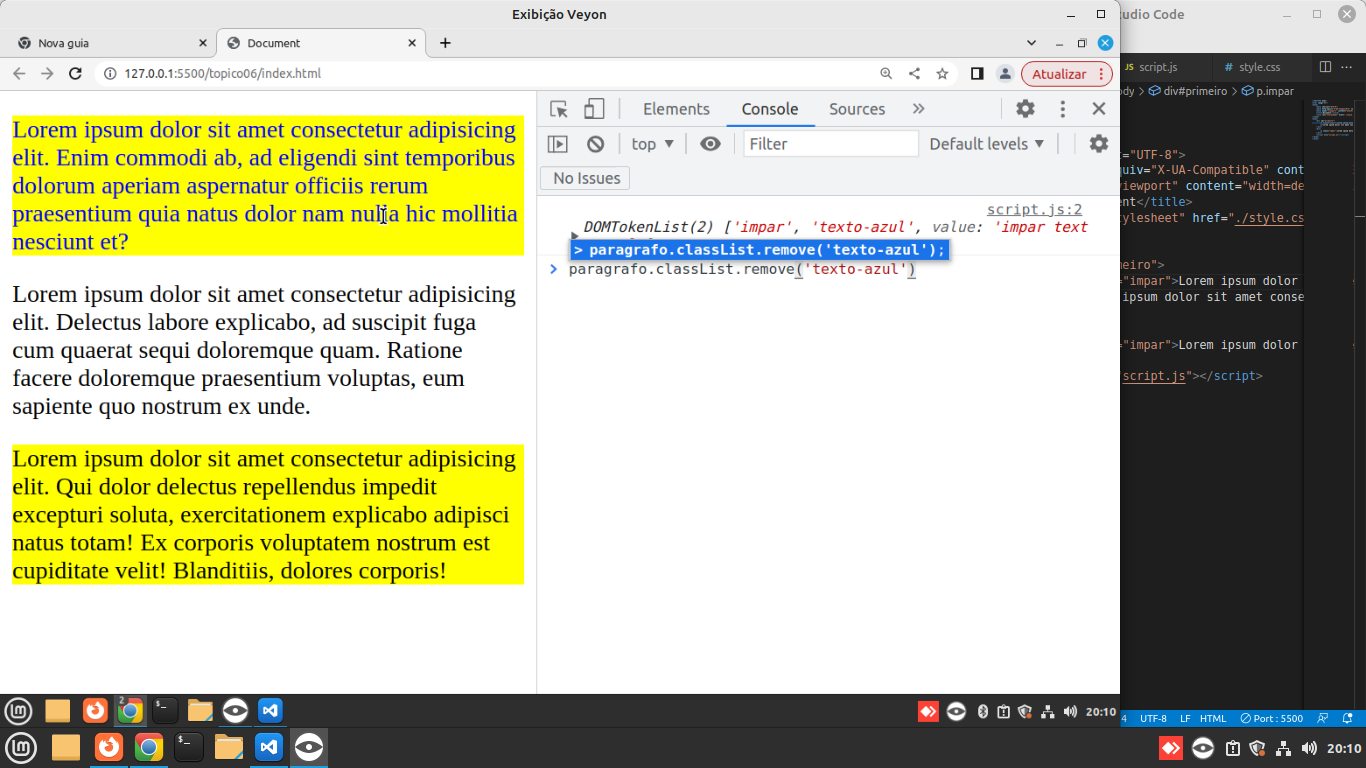 Exibição Veyon
tudio Code
Nova guia
Document
127.0.0.1:5500/topico06/index.html
Atualizar
JS script.js
# style.css
Elements
Console
Sources
top
Filter
Default levels
No Issues
Lorem ipsum dolor sit amet consectetur adipisicing
elit. Enim commodi ab, ad eligendi sint temporibus
dolorum aperiam aspernatur officiis rerum
praesentium quia natus dolor nam nulla hic mollitia
nesciunt et?
Lorem ipsum dolor sit amet consectetur adipisicing
elit. Delectus labore explicabo, ad suscipit fuga
cum quaerat sequi doloremque quam. Ratione
facere doloremque praesentium voluptas, eum
sapiente quo nostrum ex unde.
Lorem ipsum dolor sit amet consectetur adipisicing
elit. Qui dolor delectus repellendus impedit
excepturi soluta, exercitationem explicabo adipisci
natus totam! Ex corporis voluptatem nostrum est
cupiditate velit! Blanditiis, dolores corporis!
script.js:2
DOMTokenList(2) ['impar', 'texto-azul', value: 'impar text
> paragrafo.classList.remove('texto-azul');
> paragrafo.classList.remove('texto-azul')
ody > div#primeiro > p.impar
="UTF-8">
quiv="X-UA-Compatible" cont
viewport" content="width=de
ent</title>
tylesheet" href="./style.cs
meiro">
="impar">Lorem ipsum dolor
ipsum dolor sit amet conse
="impar">Lorem ipsum dolor
"script.js"></script>
2
20:10
4 UTF-8 LF HTML Port : 5500
20:10